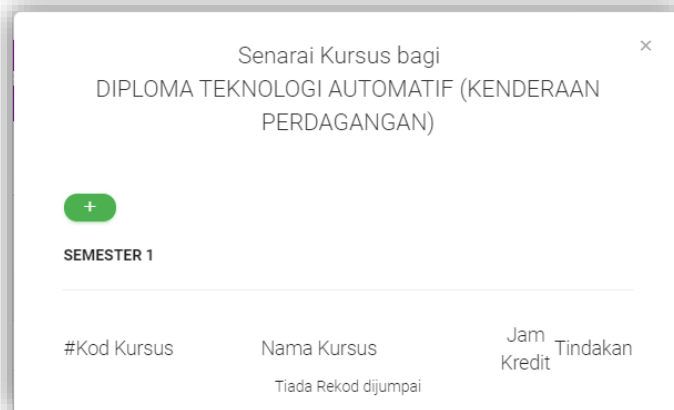 Senarai Kursus bagi
×
DIPLOMA TEKNOLOGI AUTOMATIF (KENDERAAN
PERDAGANGAN)
+
SEMESTER 1
#Kod Kursus Nama Kursus Jam Kredit Tindakan
Tiada Rekod dijumpai